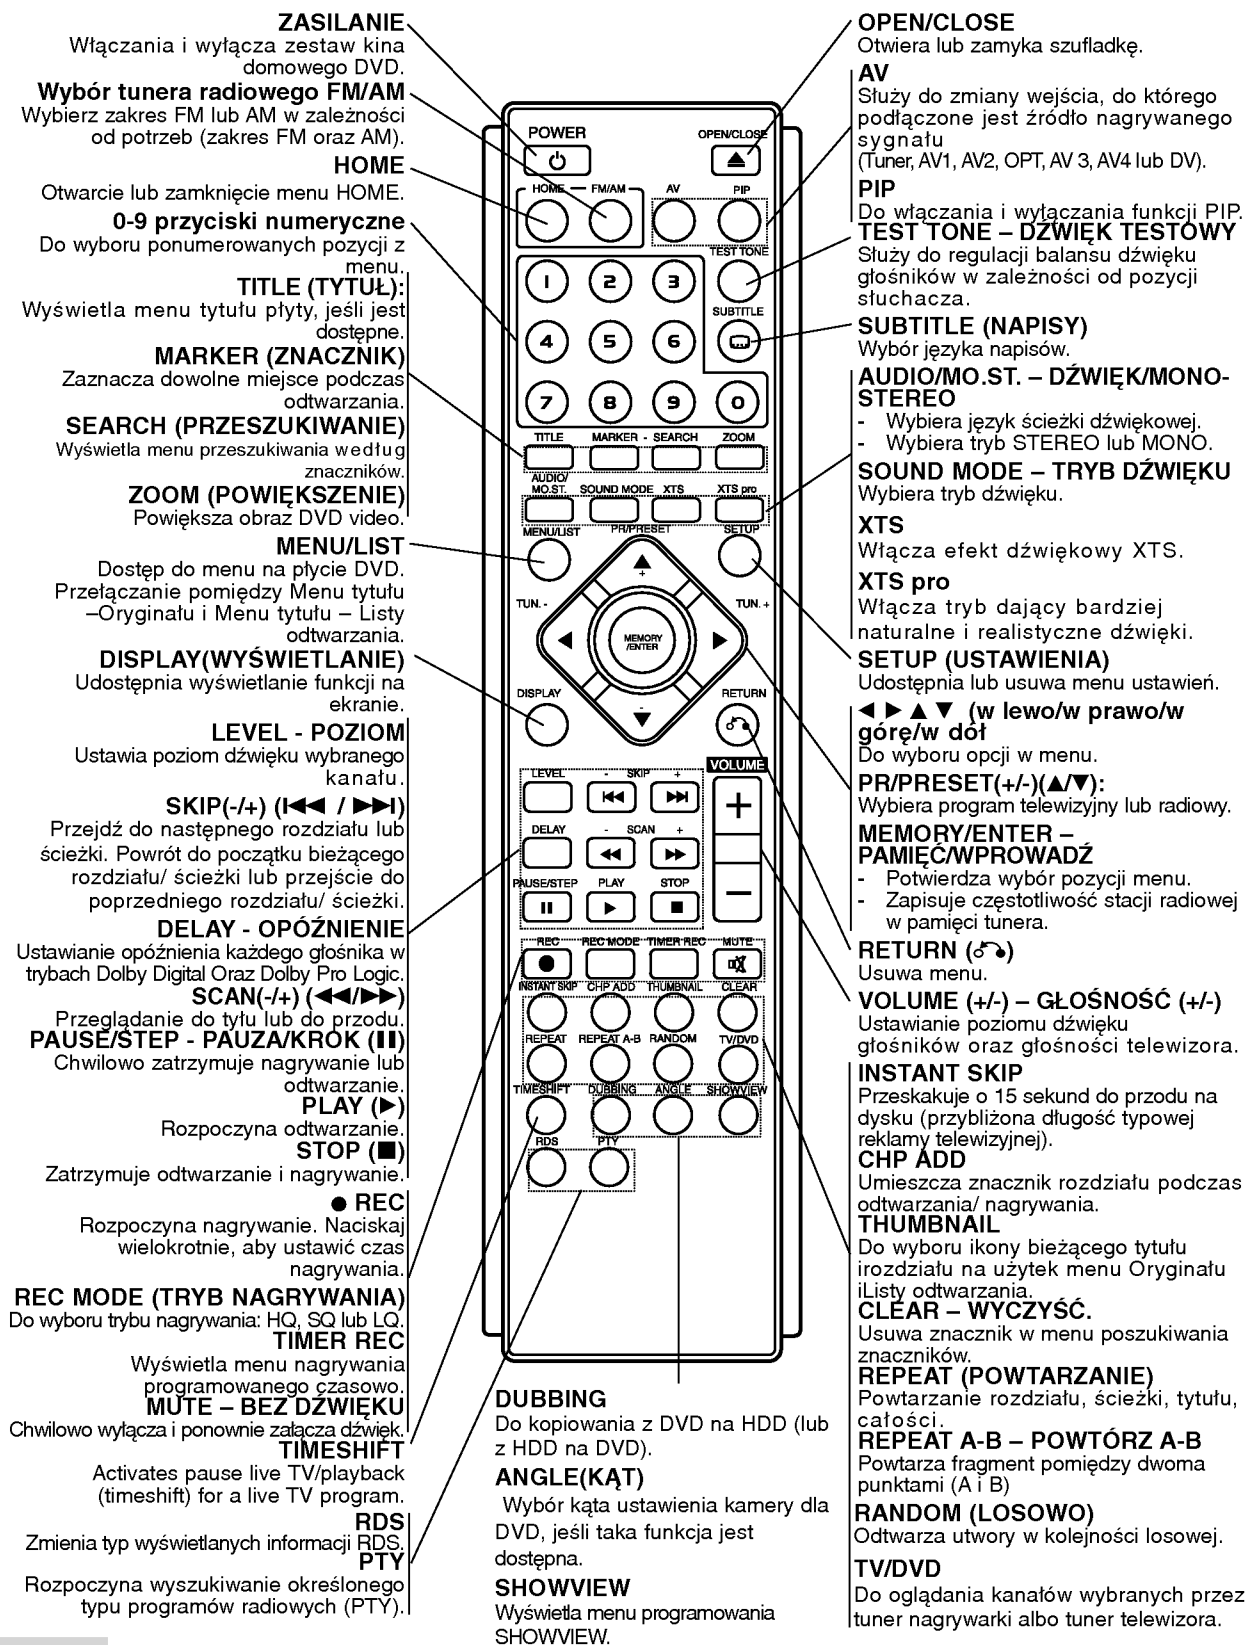 ZASILANIE
Włączania i wyłącza zestaw kina
domowego DVD.
Wybór tunera radiowego FM/AM
Wybierz zakres FM lub AM w zależności
od potrzeb (zakres FM oraz AM).
HOME
Otwarcie lub zamknięcie menu HOME.
0-9 przyciski numeryczne
Do wyboru ponumerowanych pozycji z
menu.
TITLE (TYTUŁ):
Wyświetla menu tytułu płyty, jeśli jest
dostępne.
MARKER (ZNACZNIK)
Zaznacza dowolne miejsce podczas
odtwarzania.
SEARCH (PRZESZUKIWANIE)
Wyświetla menu przeszukiwania według
znaczników.
ZOOM (POWIĘKSZENIE)
Powiększa obraz DVD video.
MENU/LIST
Dostęp do menu na płycie DVD.
Przełączanie pomiędzy Menu tytułu
–Oryginału i Menu tytułu – Listy
odtwarzania.
DISPLAY(WYŚWIETLANIE)
Udostępnia wyświetlanie funkcji na
ekranie.
LEVEL - POZIOM
Ustawia poziom dźwięku wybranego
kanału.
SKIP(-/+) (I◀◀ / ▶▶I)
Przejdź do następnego rozdziału lub
ścieżki. Powrót do początku bieżącego
rozdziału/ ścieżki lub przejście do
poprzedniego rozdziału/ ścieżki.
DELAY - OPÓŹNIENIE
Ustawianie opóźnienia każdego głośnika w
trybach Dolby Digital Oraz Dolby Pro Logic.
SCAN(-/+) (◀◀/▶▶)
Przeglądanie do tyłu lub do przodu.
PAUSE/STEP - PAUZA/KROK (II)
Chwilowo zatrzymuje nagrywanie lub
odtwarzanie.
PLAY (▶)
Rozpoczyna odtwarzanie.
STOP (■)
Zatrzymuje odtwarzanie i nagrywanie.
● REC
Rozpoczyna nagrywanie. Naciskaj
wielokrotnie, aby ustawić czas
nagrywania.
REC MODE (TRYB NAGRYWANIA)
Do wyboru trybu nagrywania: HQ, SQ lub LQ.
TIMER REC
Wyświetla menu nagrywania
programowanego czasowo.
MUTE – BEZ DŹWIĘKU
Chwilowo wyłącza i ponownie załącza dźwięk.
TIMESHIFT
Activates pause live TV/playback
(timeshift) for a live TV program.
RDS
Zmienia typ wyświetlanych informacji RDS.
PTY
Rozpoczyna wyszukiwanie określonego
typu programów radiowych (PTY).
POWER
OPEN/CLOSE
HOME
FM/AM
AV
PIP
TEST TONE
1 2 3
SUBTITLE
4 5 6
7 8 9 0
TITLE
MARKER - SEARCH
ZOOM
AUDIO/
MO.ST.
SOUND MODE
XTS
XTS pro
MENU/LIST
PR/PRESET
SETUP
+
TUN. -
TUN. +
MEMORY
/ENTER
DISPLAY
-
RETURN
LEVEL
- SKIP +
VOLUME
+
DELAY
- SCAN +
–
PAUSE/STEP
PLAY
STOP
REC
REC MODE
TIMER REC
MUTE
INSTANT SKIP
CHP ADD
THUMBNAIL
CLEAR
REPEAT
REPEAT A-B
RANDOM
TV/DVD
TIMESHIFT
DUBBING
ANGLE
SHOWVIEW
RDS
PTY
DUBBING
Do kopiowania z DVD na HDD (lub
z HDD na DVD).
ANGLE(KĄT)
Wybór kąta ustawienia kamery dla
DVD, jeśli taka funkcja jest
dostępna.
SHOWVIEW
Wyświetla menu programowania
SHOWVIEW.
OPEN/CLOSE
Otwiera lub zamyka szufladkę.
AV
Służy do zmiany wejścia, do którego
podłączone jest źródło nagrywanego
sygnału
(Tuner, AV1, AV2, OPT, AV 3, AV4 lub DV).
PIP
Do włączania i wyłączania funkcji PIP.
TEST TONE – DŹWIĘK TESTOWY
Służy do regulacji balansu dźwięku
głośników w zależności od pozycji
słuchacza.
SUBTITLE (NAPISY)
Wybór języka napisów.
AUDIO/MO.ST. – DŹWIĘK/MONO-
STEREO
- Wybiera język ścieżki dźwiękowej.
- Wybiera tryb STEREO lub MONO.
SOUND MODE – TRYB DŹWIĘKU
Wybiera tryb dźwięku.
XTS
Włącza efekt dźwiękowy XTS.
XTS pro
Włącza tryb dający bardziej
naturalne i realistyczne dźwięki.
SETUP (USTAWIENIA)
Udostępnia lub usuwa menu ustawień.
◀ ▶ ▲ ▼ (w lewo/w prawo/w
górę/w dół
Do wyboru opcji w menu.
PR/PRESET(+/-)(▲/▼):
Wybiera program telewizyjny lub radiowy.
MEMORY/ENTER –
PAMIĘĆ/WPROWADŹ
- Potwierdza wybór pozycji menu.
- Zapisuje częstotliwość stacji radiowej
w pamięci tunera.
RETURN ()
Usuwa menu.
VOLUME (+/-) – GŁOŚNOŚĆ (+/-)
Ustawianie poziomu dźwięku
głośników oraz głośności telewizora.
INSTANT SKIP
Przeskakuje o 15 sekund do przodu na
dysku (przybliżona długość typowej
reklamy telewizyjnej).
CHP ADD
Umieszcza znacznik rozdziału podczas
odtwarzania/ nagrywania.
THUMBNAIL
Do wyboru ikony bieżącego tytułu
irozdziału na użytek menu Oryginału
iListy odtwarzania.
CLEAR – WYCZYŚĆ.
Usuwa znacznik w menu poszukiwania
znaczników.
REPEAT (POWTARZANIE)
Powtarzanie rozdziału, ścieżki, tytułu,
całości.
REPEAT A-B – POWTÓRZ A-B
Powtarza fragment pomiędzy dwoma
punktami (A i B)
RANDOM (LOSOWO)
Odtwarza utwory w kolejności losowej.
TV/DVD
Do oglądania kanałów wybranych przez
tuner nagrywarki albo tuner telewizora.